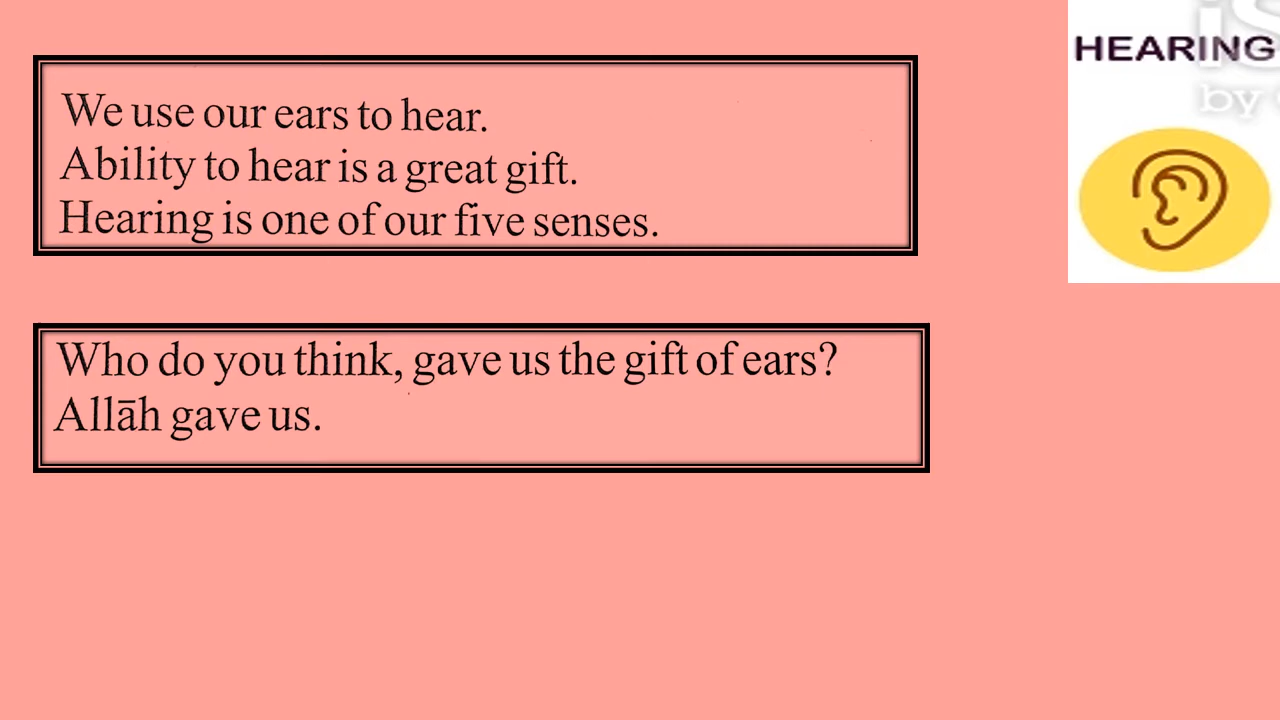 We use our ears to hear.
Ability to hear is a great gift.
Hearing is one of our five senses.
Who do you think, gave us the gift of ears?
Allāh gave us.
HEARING
by